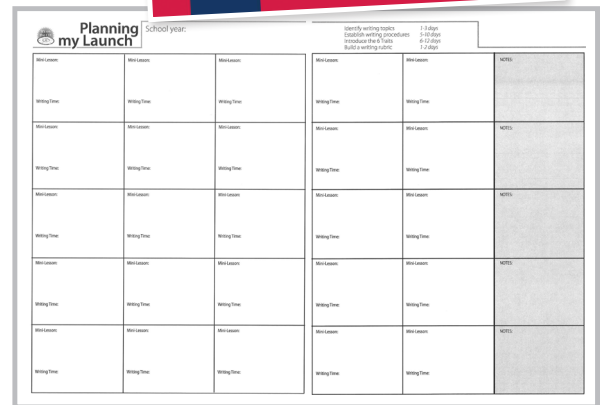 Planning
my Launch
School year:
Identify writing topics 1-3 days
Establish writing procedures 5-10 days
Introduce the 6 Traits 6-12 days
Build a writing rubric 1-2 days
Mini-Lesson: Mini-Lesson: Mini-Lesson: Mini-Lesson: Mini-Lesson: NOTES:
Writing Time: Writing Time: Writing Time: Writing Time: Writing Time:
Mini-Lesson: Mini-Lesson: Mini-Lesson: Mini-Lesson: Mini-Lesson: NOTES:
Writing Time: Writing Time: Writing Time: Writing Time: Writing Time:
Mini-Lesson: Mini-Lesson: Mini-Lesson: Mini-Lesson: Mini-Lesson: NOTES:
Writing Time: Writing Time: Writing Time: Writing Time: Writing Time:
Mini-Lesson: Mini-Lesson: Mini-Lesson: Mini-Lesson: Mini-Lesson: NOTES:
Writing Time: Writing Time: Writing Time: Writing Time: Writing Time:
Mini-Lesson: Mini-Lesson: Mini-Lesson: Mini-Lesson: Mini-Lesson: NOTES:
Writing Time: Writing Time: Writing Time: Writing Time: Writing Time: